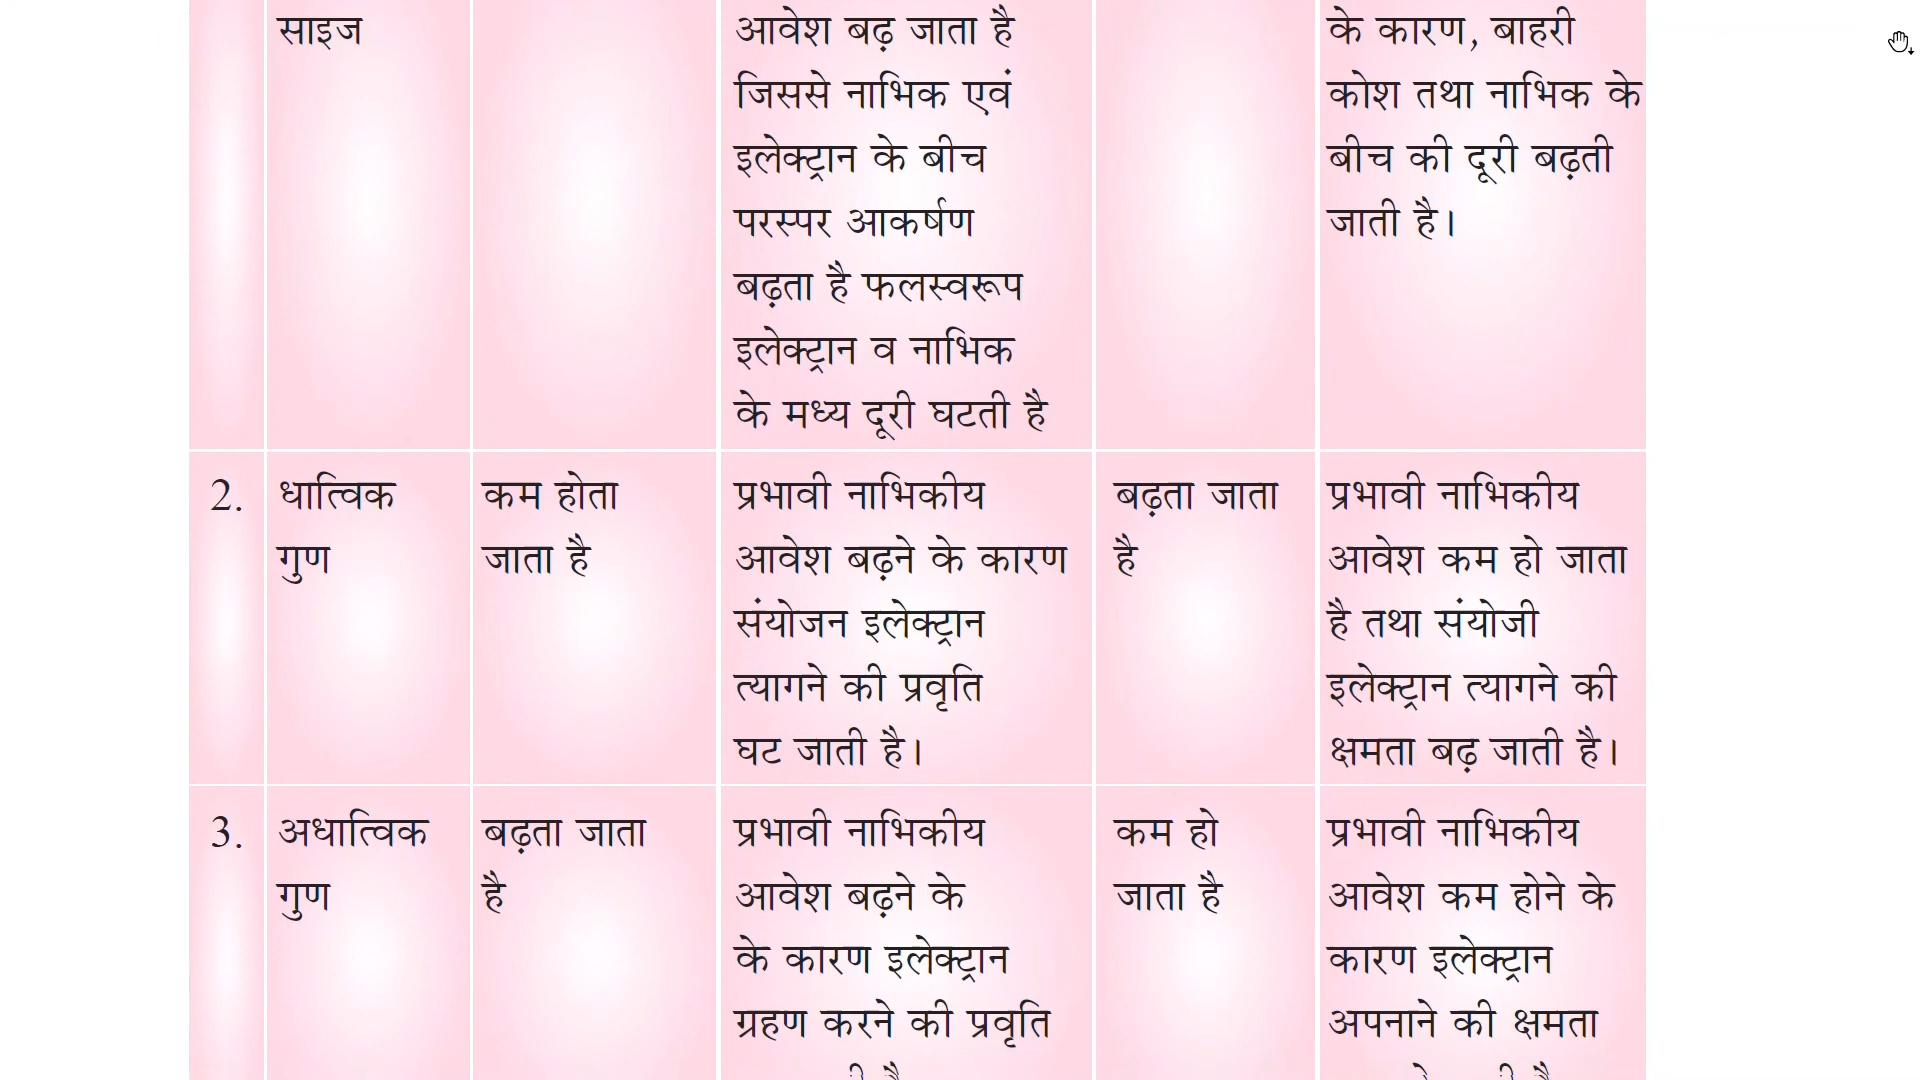 साइज
आवेश बढ़ जाता है
जिससे नाभिक एवं
इलेक्ट्रान के बीच
परस्पर आकर्षण
बढ़ता है फलस्वरूप
इलेक्ट्रान व नाभिक
के मध्य दूरी घटती है
के कारण, बाहरी
कोश तथा नाभिक के
बीच की दूरी बढ़ती
जाती है।
2.
धात्विक
गुण
कम होता
जाता है
प्रभावी नाभिकीय
आवेश बढ़ने के कारण
संयोजन इलेक्ट्रान
त्यागने की प्रवृति
घट जाती है।
बढ़ता जाता
है
प्रभावी नाभिकीय
आवेश कम हो जाता
है तथा संयोजी
इलेक्ट्रान त्यागने की
क्षमता बढ़ जाती है।
3.
अधात्विक
गुण
बढ़ता जाता
है
प्रभावी नाभिकीय
आवेश बढ़ने के
के कारण इलेक्ट्रान
ग्रहण करने की प्रवृति
कम हो
जाता है
प्रभावी नाभिकीय
आवेश कम होने के
कारण इलेक्ट्रान
अपनाने की क्षमता